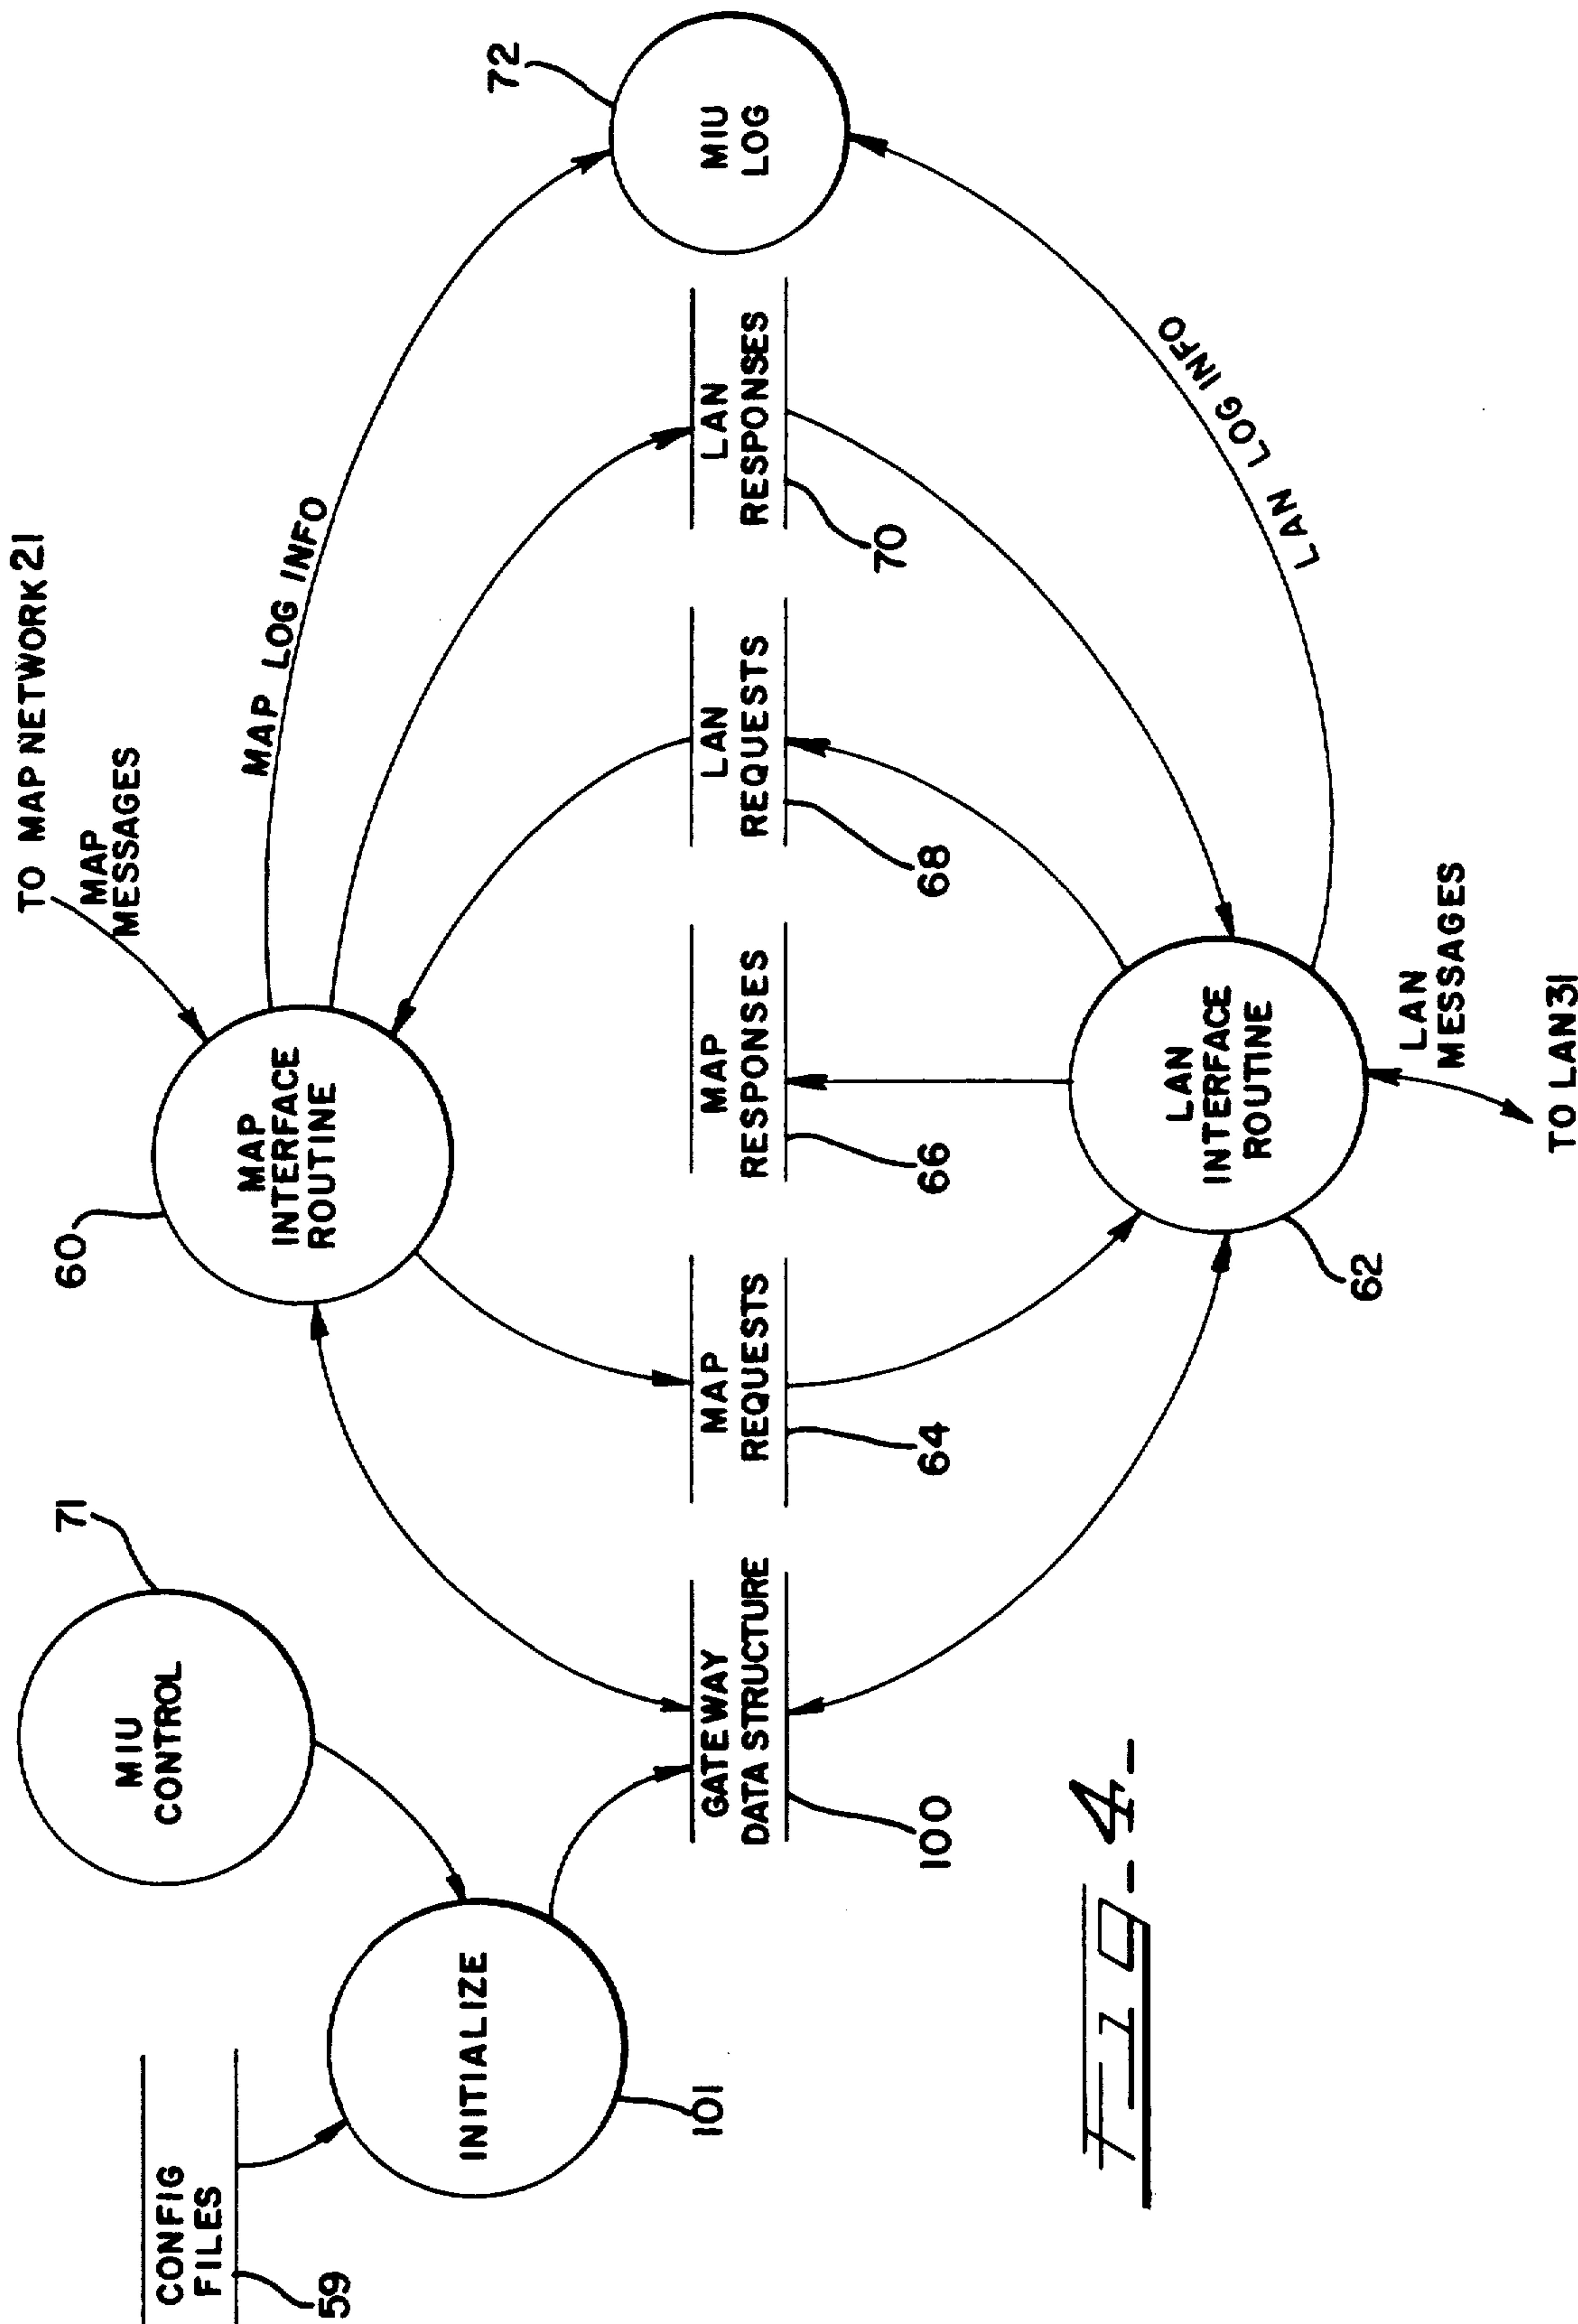 TO MAP NETWORK 21
MAP
MESSAGES
MAP LOG INFO
72
MIU
LOG
71
MIU
CONTROL
60
MAP
INTERFACE
ROUTINE
CONFIG
FILES
59
INITIALIZE
101
GATEWAY
DATA STRUCTURE
100
MAP
REQUESTS
64
MAP
RESPONSES
66
LAN
REQUESTS
68
LAN
RESPONSES
70
LAN
INTERFACE
ROUTINE
62
LAN LOG INFO
LAN
MESSAGES
TO LAN 31
FIG-4-